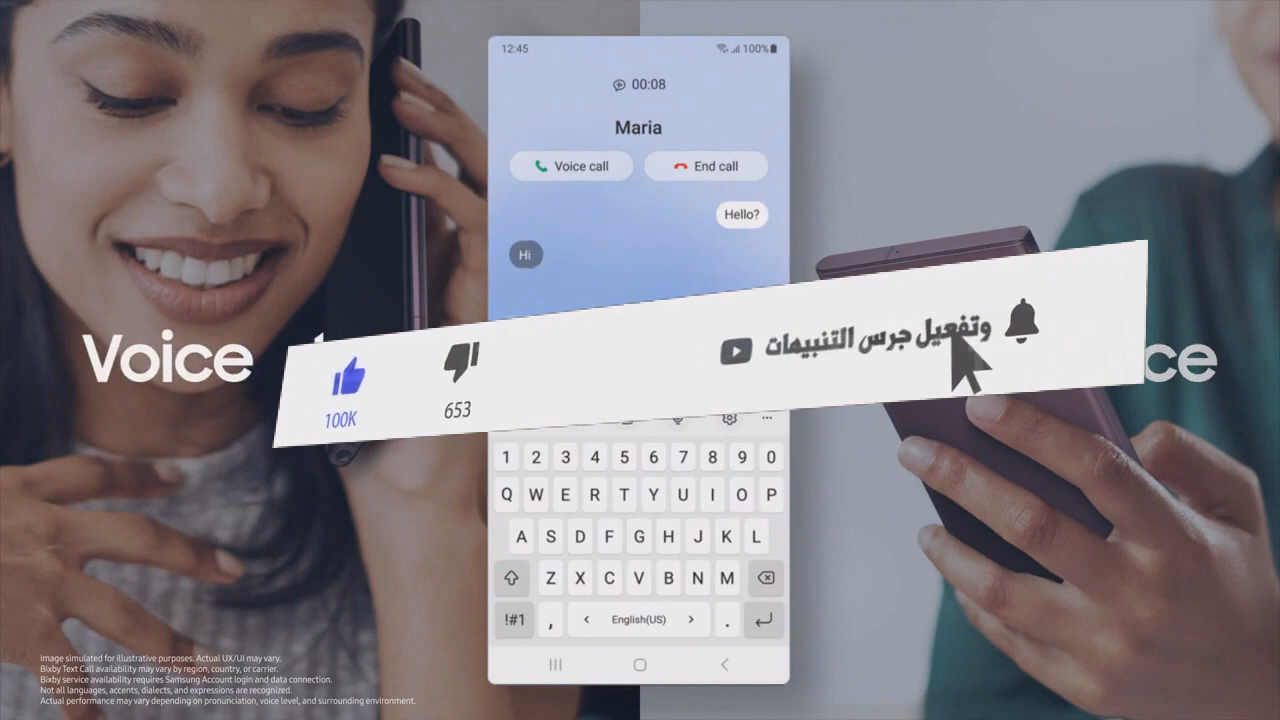 12:45
100%
00:08
Maria
Voice call
End call
Hello?
Hi
Voice
ce
وتفعيل جرس التنبيهات
100K
653
1 2 3 4 5 6 7 8 9 0
Q W E R T Y U I O P
A S D F G H J K L
Z X C V B N M
!#1 , < English(US) > .
Image simulated for illustrative purposes. Actual UX/UI may vary.
Bixby Text Call availability may vary by region, country, or carrier.
Bixby service availability requires Samsung Account login and data connection.
Not all languages, accents, dialects, and expressions are recognized.
Actual performance may vary depending on pronunciation, voice level, and surrounding environment.